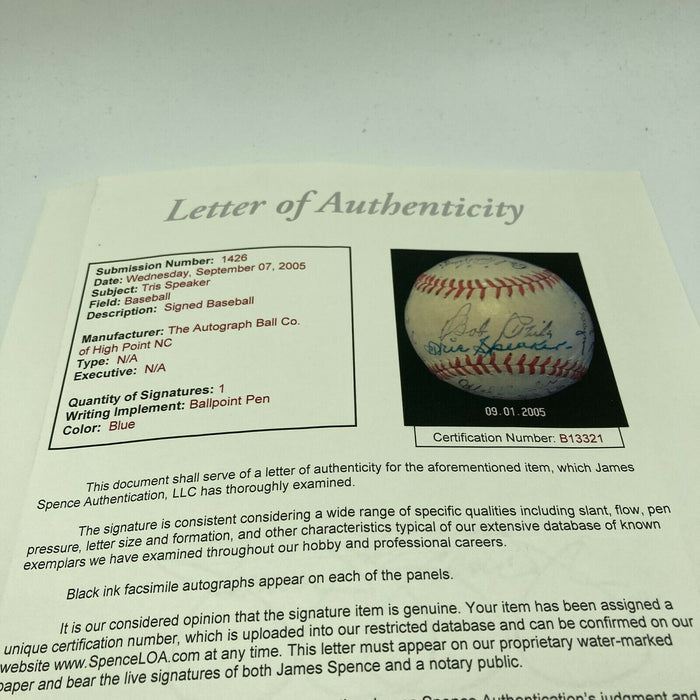 Letter of Authenticity
Submission Number: 1426
Date: Wednesday, September 07, 2005
Subject: Tris Speaker
Field: Baseball
Description: Signed Baseball
Manufacturer: The Autograph Ball Co.
of High Point NC
Type: N/A
Executive: N/A
Quantity of Signatures: 1
Writing Implement: Ballpoint Pen
Color: Blue
Bob
Tris Speaker
09.01.2005
Certification Number: B13321
This document shall serve of a letter of authenticity for the aforementioned item, which James
Spence Authentication, LLC has thoroughly examined.
The signature is consistent considering a wide range of specific qualities including slant, flow, pen
pressure, letter size and formation, and other characteristics typical of our extensive database of known
exemplars we have examined throughout our hobby and professional careers.
Black ink facsimile autographs appear on each of the panels.
It is our considered opinion that the signature item is genuine. Your item has been assigned a
unique certification number, which is uploaded into our restricted database and can be confirmed on our
website www.SpenceLOA.com at any time. This letter must appear on our proprietary water-marked
paper and bear the live signatures of both James Spence and a notary public.
Spence Authentication's judgment and